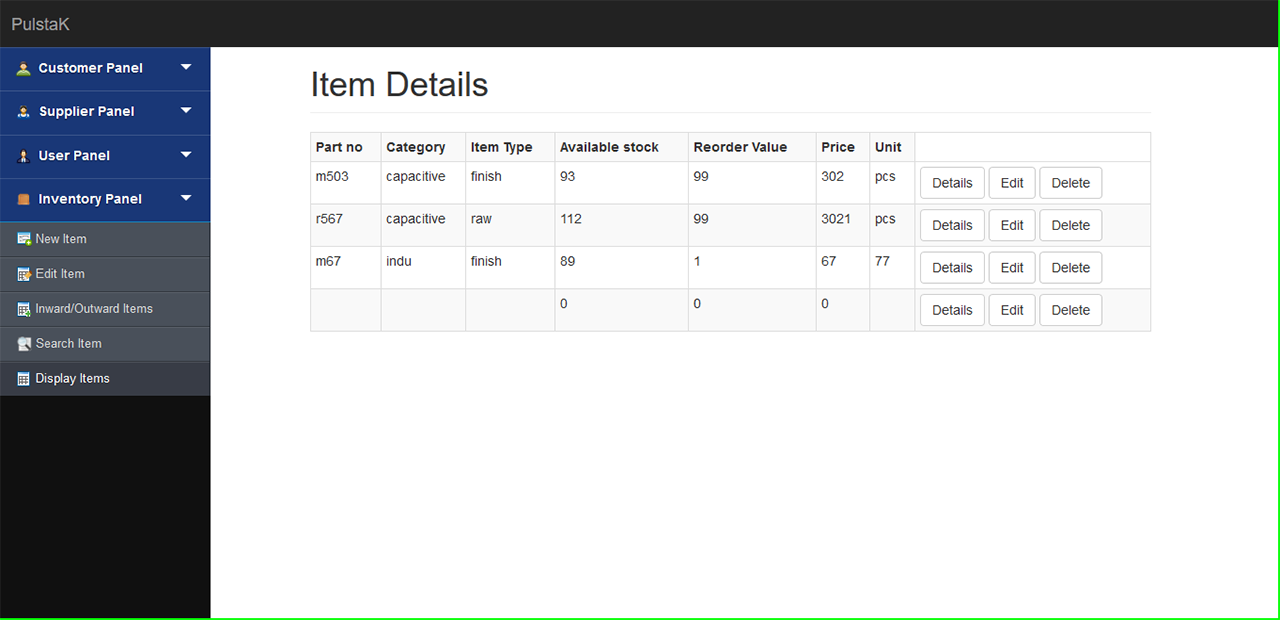 PulstaK
Customer Panel
Supplier Panel
User Panel
Inventory Panel
New Item
Edit Item
Inward/Outward Items
Search Item
Display Items
Item Details
Part no Category Item Type Available stock Reorder Value Price Unit
m503 capacitive finish 93 99 302 pcs Details Edit Delete
r567 capacitive raw 112 99 3021 pcs Details Edit Delete
m67 indu finish 89 1 67 77 Details Edit Delete
0 0 0 Details Edit Delete